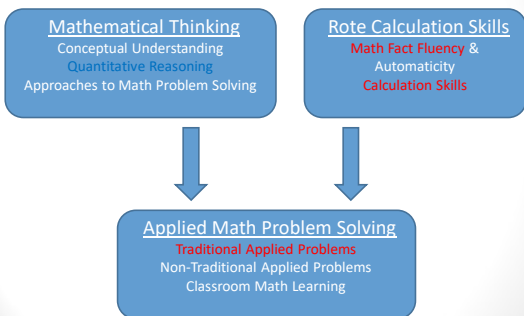 Mathematical Thinking
Conceptual Understanding
Quantitative Reasoning
Approaches to Math Problem Solving
Rote Calculation Skills
Math Fact Fluency &
Automaticity
Calculation Skills
Applied Math Problem Solving
Traditional Applied Problems
Non-Traditional Applied Problems
Classroom Math Learning